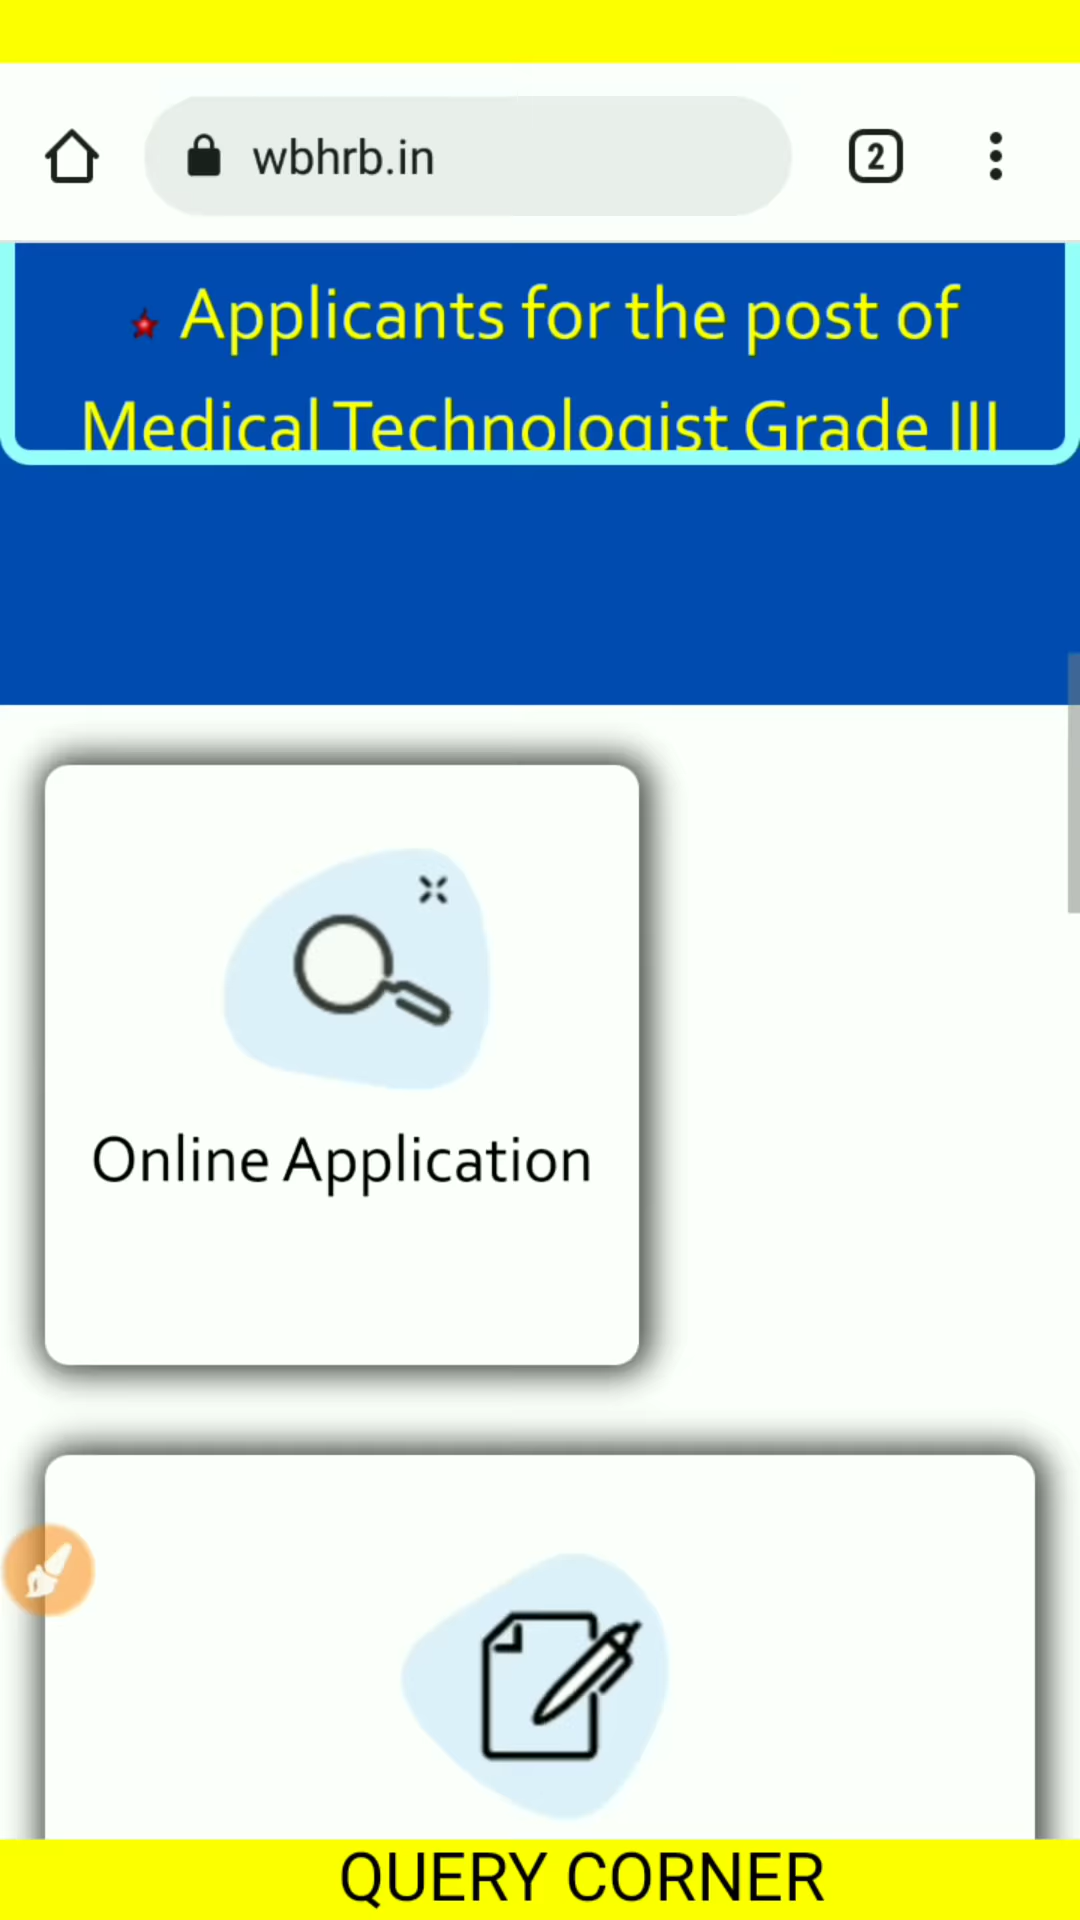 wbhrb.in
2
Applicants for the post of
Medical Technologist Grade III
Online Application
QUERY CORNER